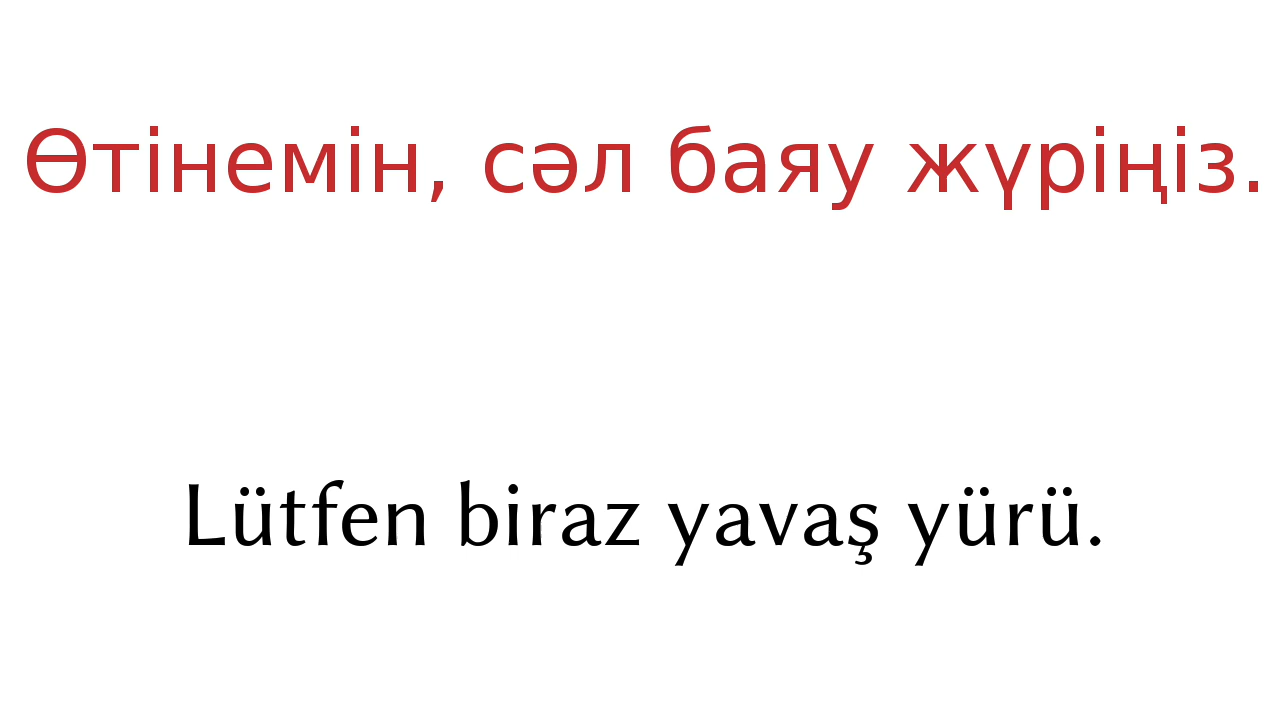 Өтінемін, сәл баяу жүріңіз.
Lütfen biraz yavaş yürü.